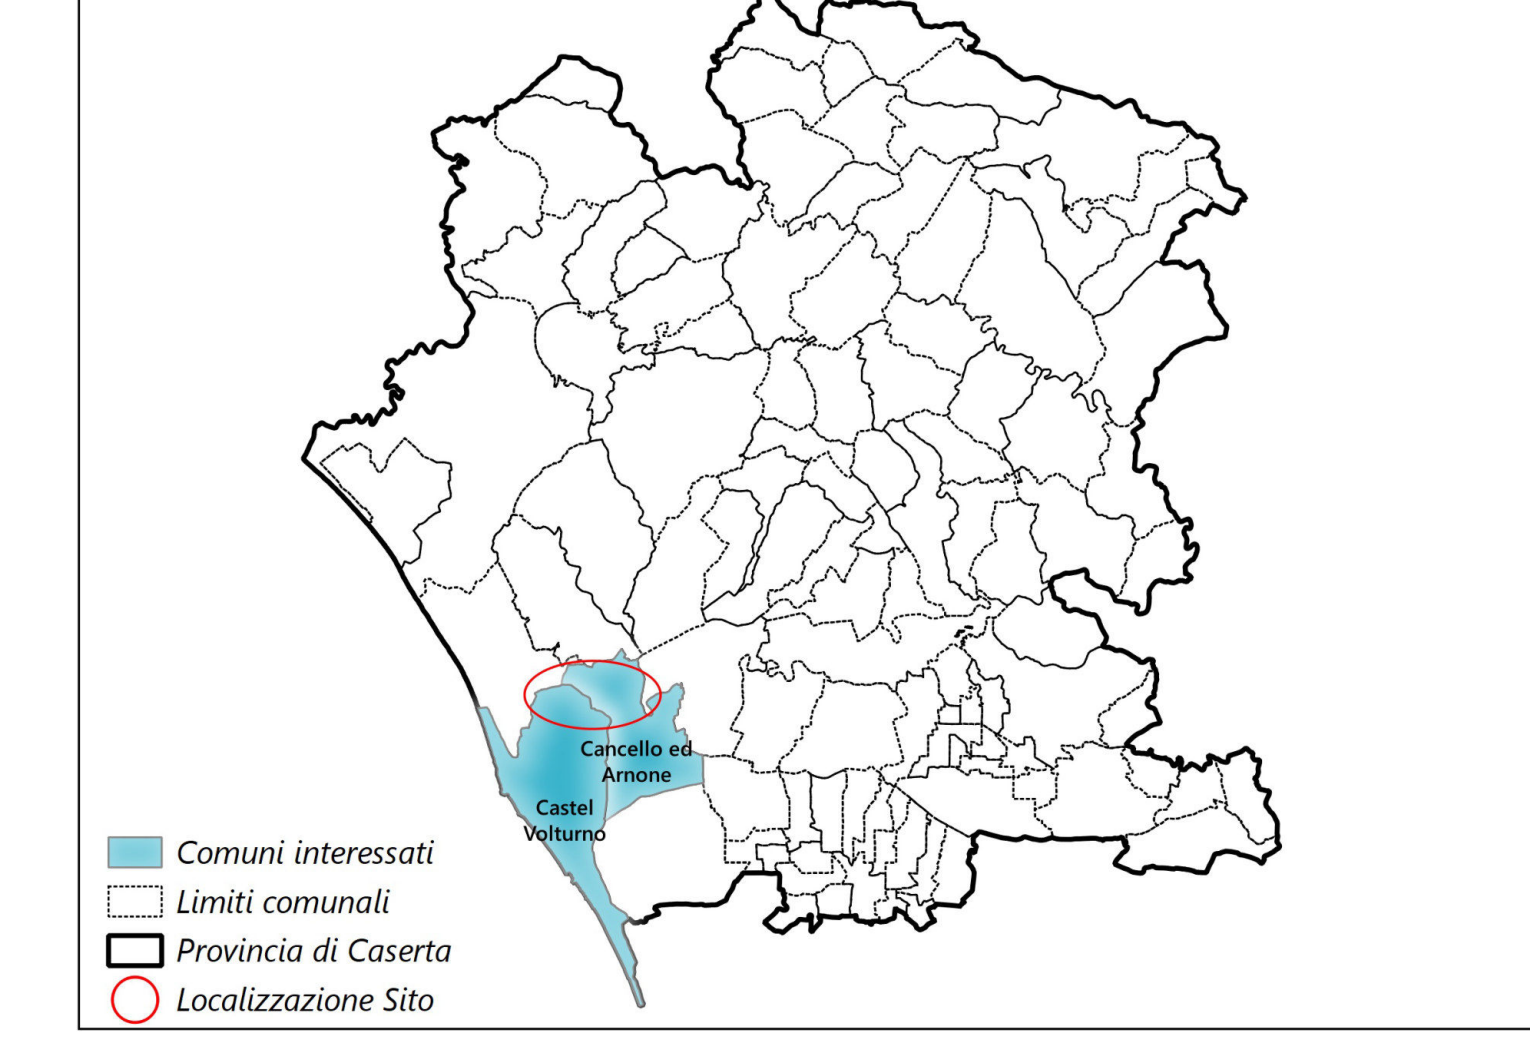 Cancello ed
Arnone
Castel
Volturno
Comuni interessati
Limiti comunali
Provincia di Caserta
Localizzazione Sito